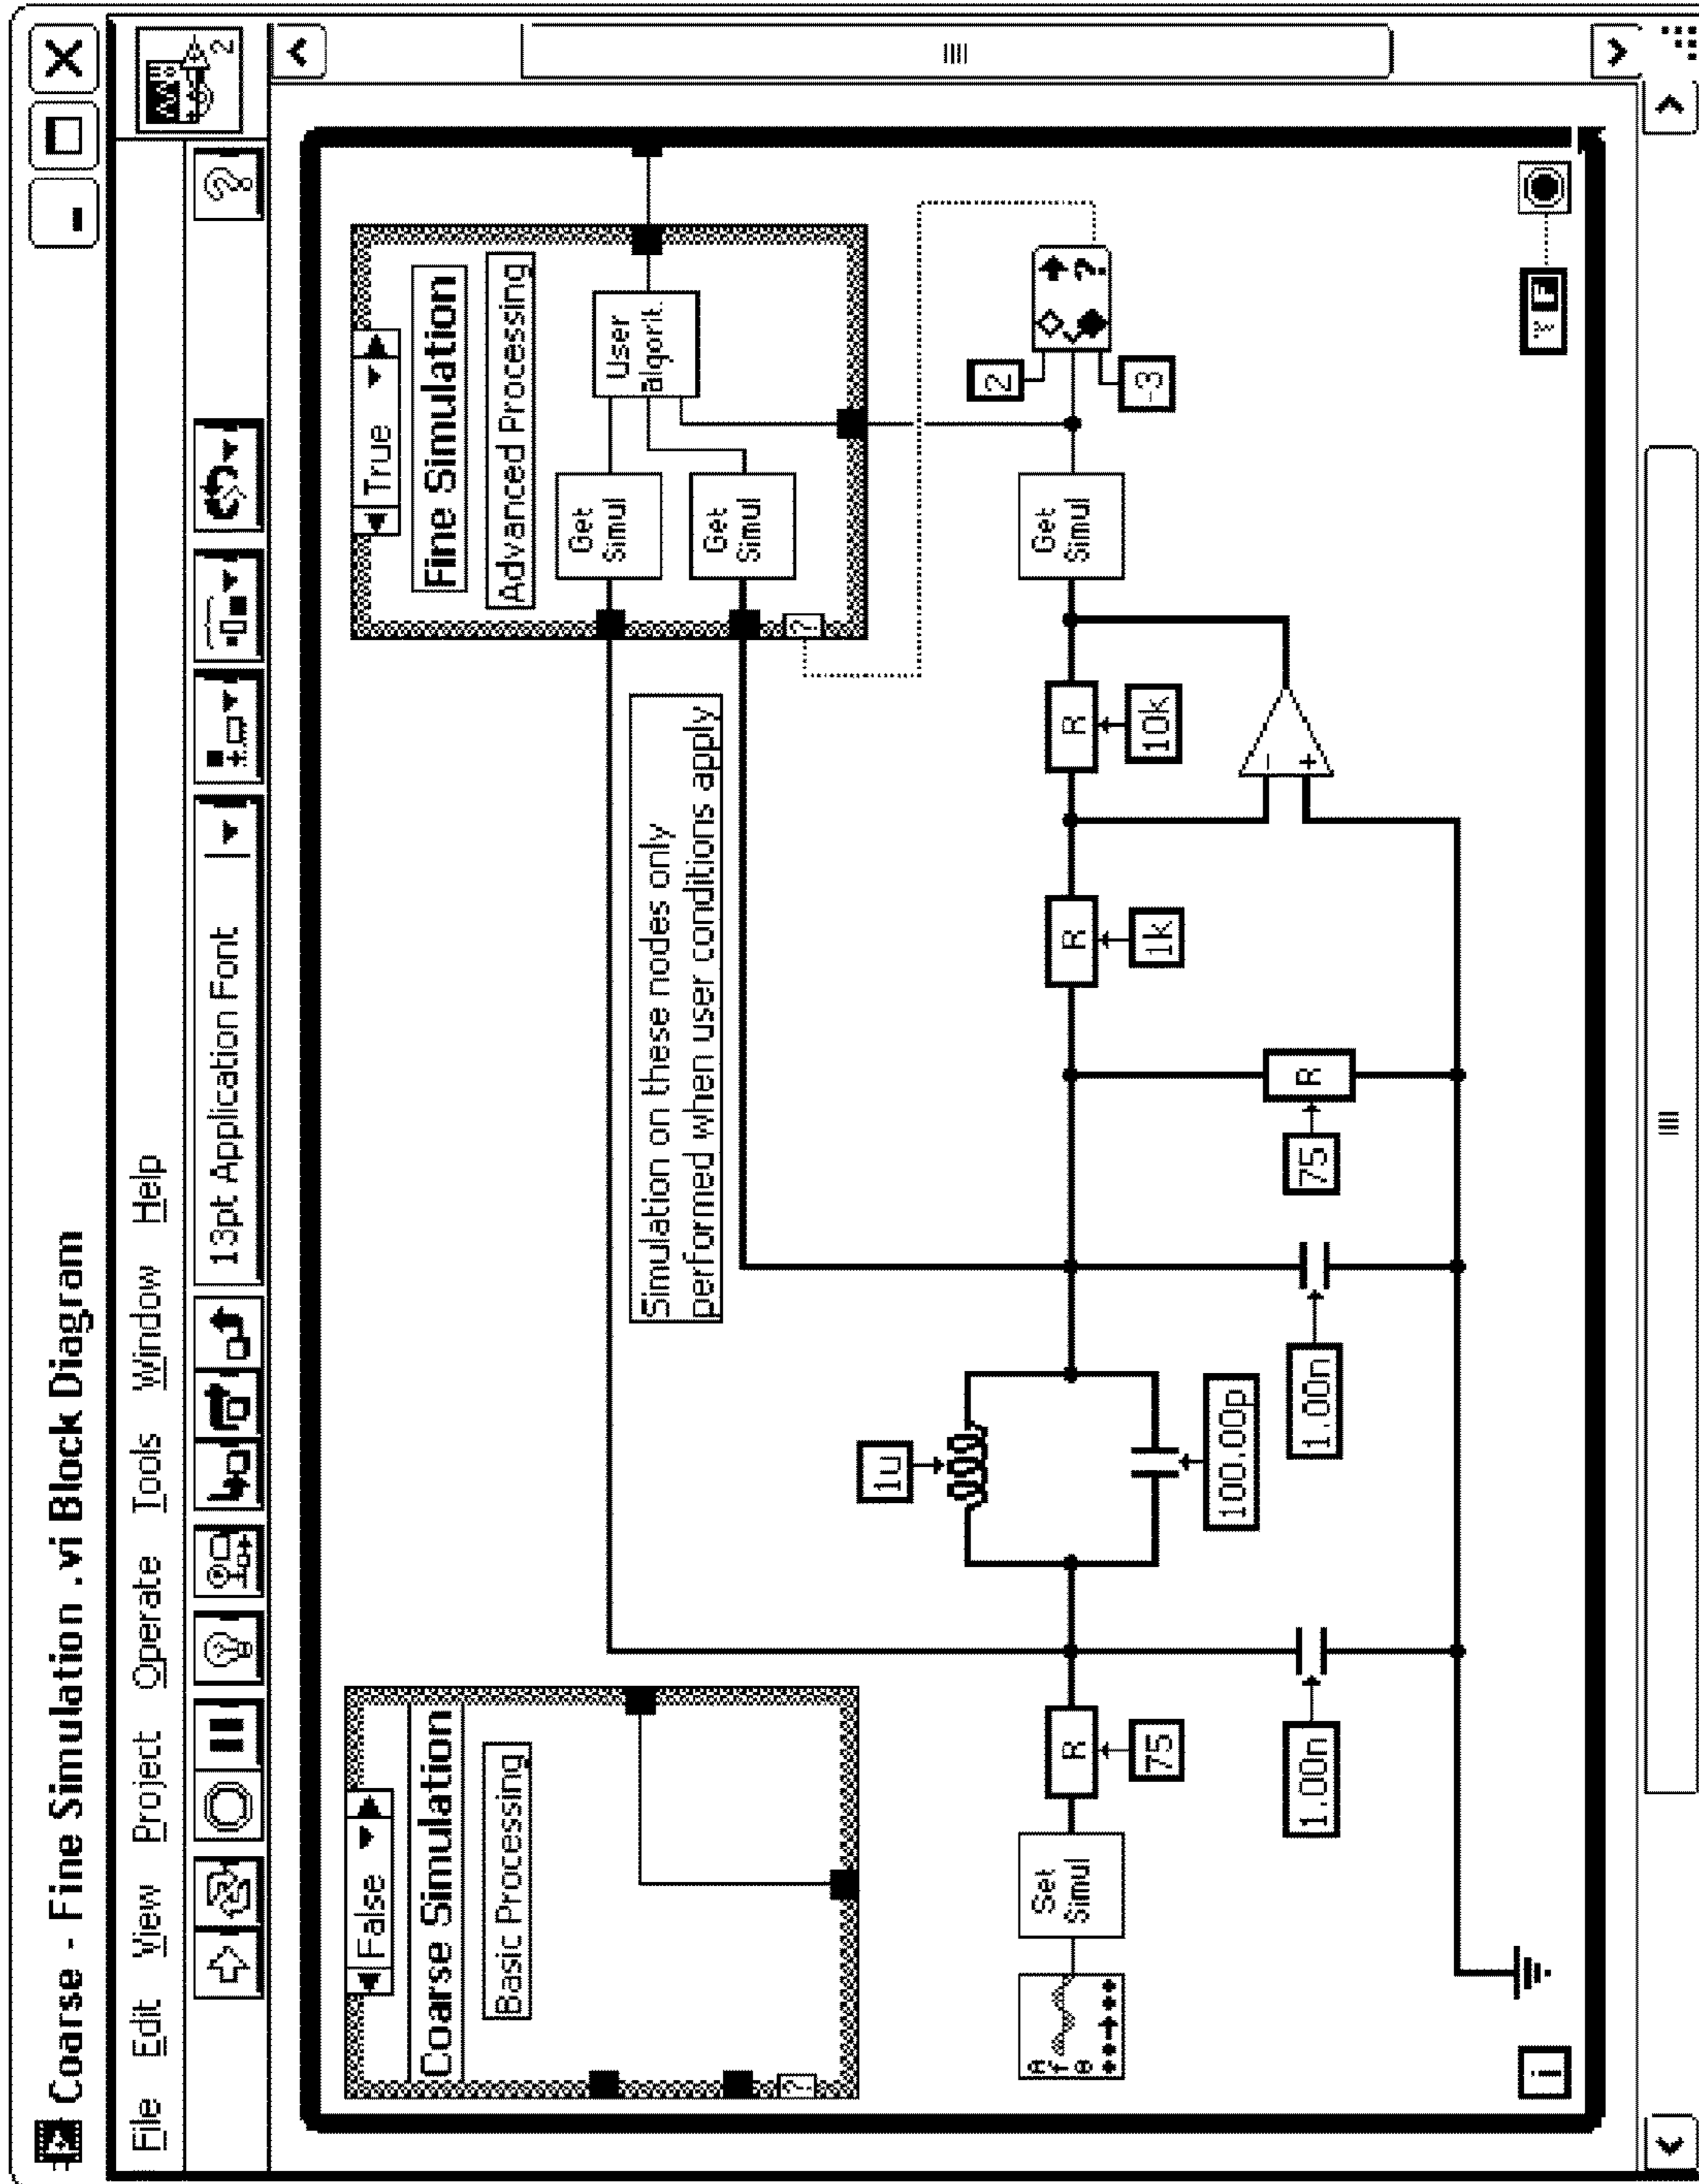 Coarse - Fine Simulation .vi Block Diagram
File Edit View Project Operate Tools Window Help
13pt Application Font
?
2
False
Coarse Simulation
Basic Processing
?
True
Fine Simulation
Advanced Processing
Get
Simul
User
algorit.
Get
Simul
?
Simulation on these nodes only
performed when user conditions apply
1u
2
Set
Simul
R
R
R
Get
Simul
?
75
100.00p
1k
10k
-3
1.00n
1.00n
75
R
-
+
i
F